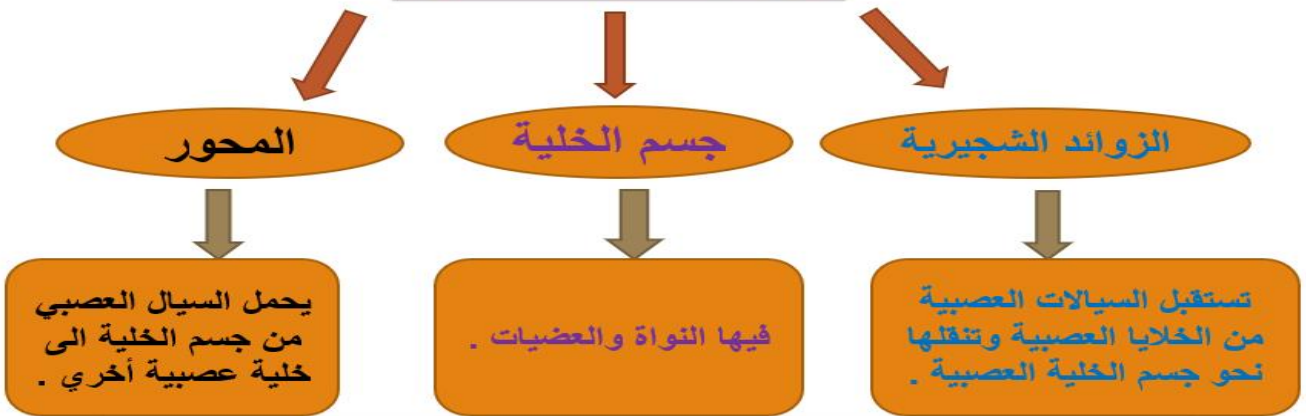 الزوائد الشجيرية
جسم الخلية
المحور
تستقبل السيالات العصبية
من الخلايا العصبية وتنقلها
نحو جسم الخلية العصبية .
فيها النواة والعضيات .
يحمل السيال العصبي
من جسم الخلية الى
خلية عصبية أخري .